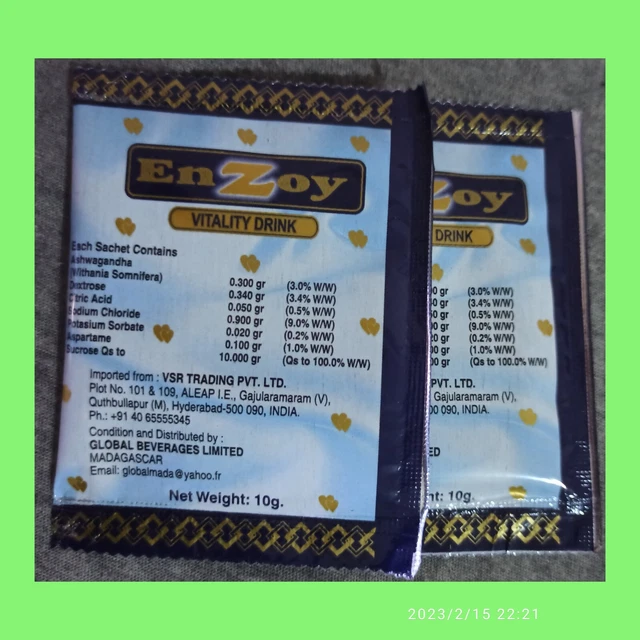 EnZoy
VITALITY DRINK
Each Sachet Contains
Ashwagandha
(Withania Somnifera) 0.300 gr (3.0% W/W)
Dextrose 0.340 gr (3.4% W/W)
Citric Acid 0.050 gr (0.5% W/W)
Sodium Chloride 0.900 gr (9.0% W/W)
Potasium Sorbate 0.020 gr (0.2% W/W)
Aspartame 0.100 gr (1.0% W/W)
Sucrose Qs to 10.000 gr (Qs to 100.0% W/W)
Imported from : VSR TRADING PVT. LTD.
Plot No. 101 & 109, ALEAP I.E., Gajularamaram (V),
Quthbullapur (M), Hyderabad-500 090, INDIA.
Ph.: +91 40 65555345
Condition and Distributed by :
GLOBAL BEVERAGES LIMITED
MADAGASCAR
Email: globalmada@yahoo.fr
Net Weight: 10g.
Zoy
DRINK
(3.0% W/W)
(3.4% W/W)
(0.5% W/W)
(9.0% W/W)
(0.2% W/W)
(1.0% W/W)
(Qs to 100.0% W/W)
PVT. LTD.
Gajularamaram (V),
090, INDIA.
10g.
2023/2/15 22:21